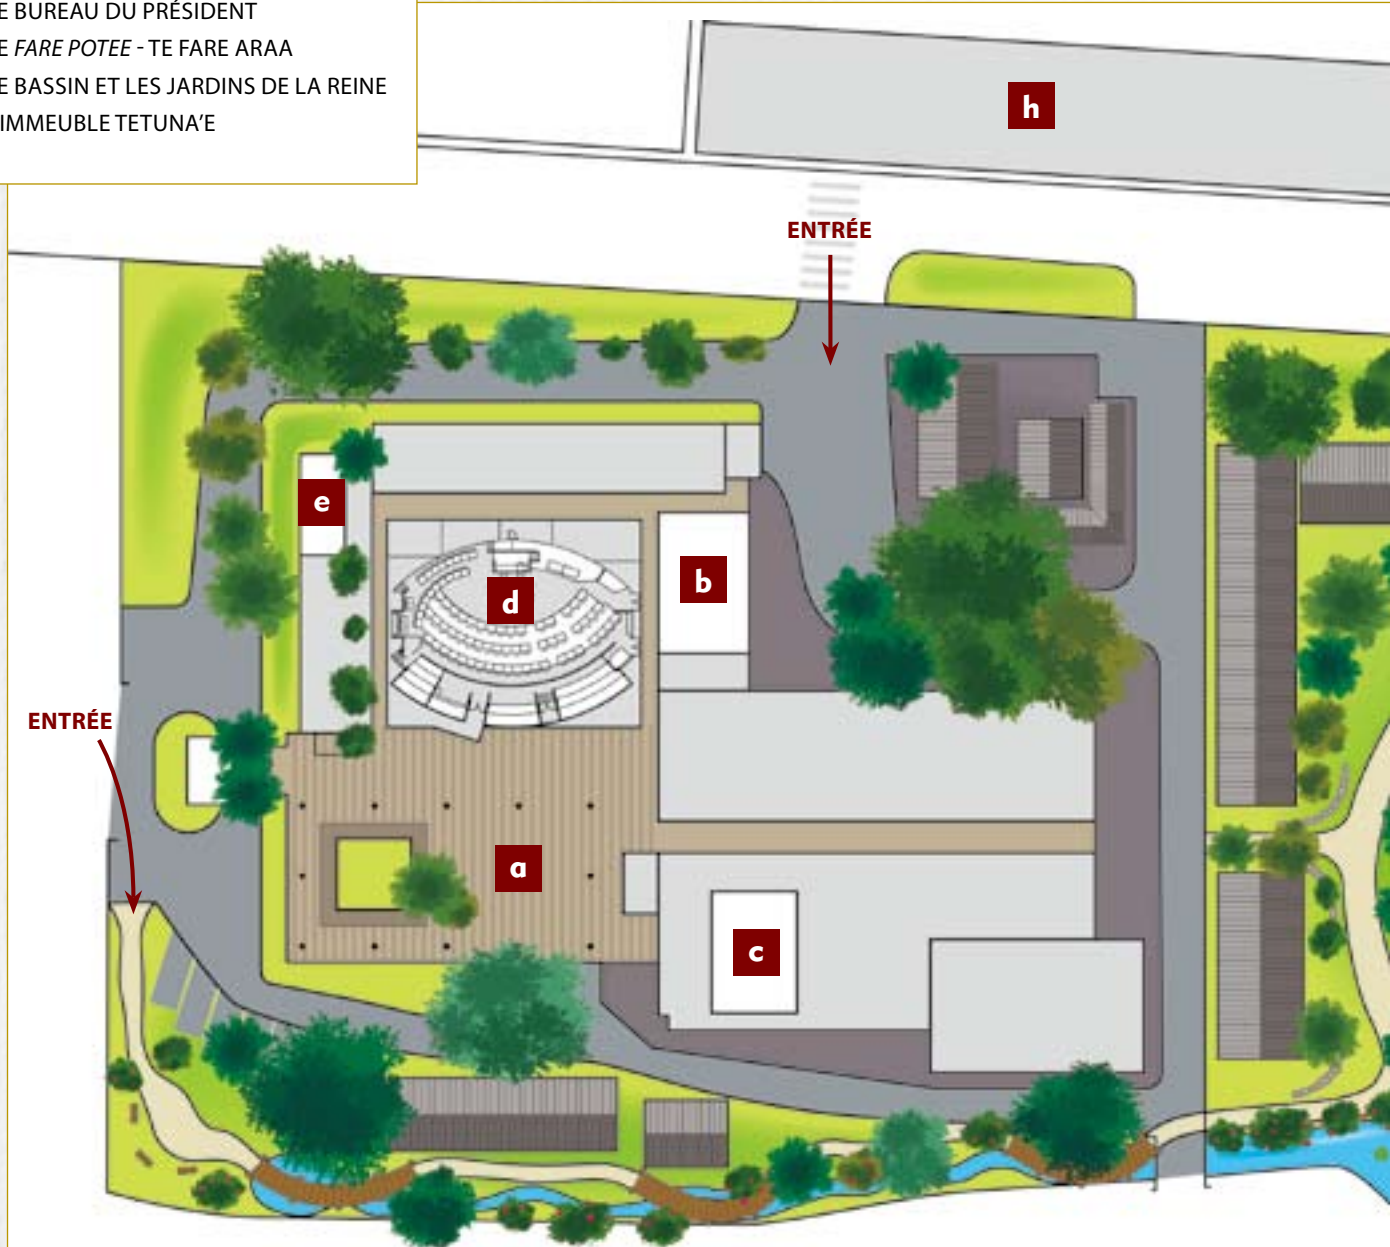 E BUREAU DU PRÉSIDENT
E FARE POTEE - TE FARE ARAA
E BASSIN ET LES JARDINS DE LA REINE
IMMEUBLE TETUNA’E
h
ENTRÉE
e
d
b
ENTRÉE
a
c